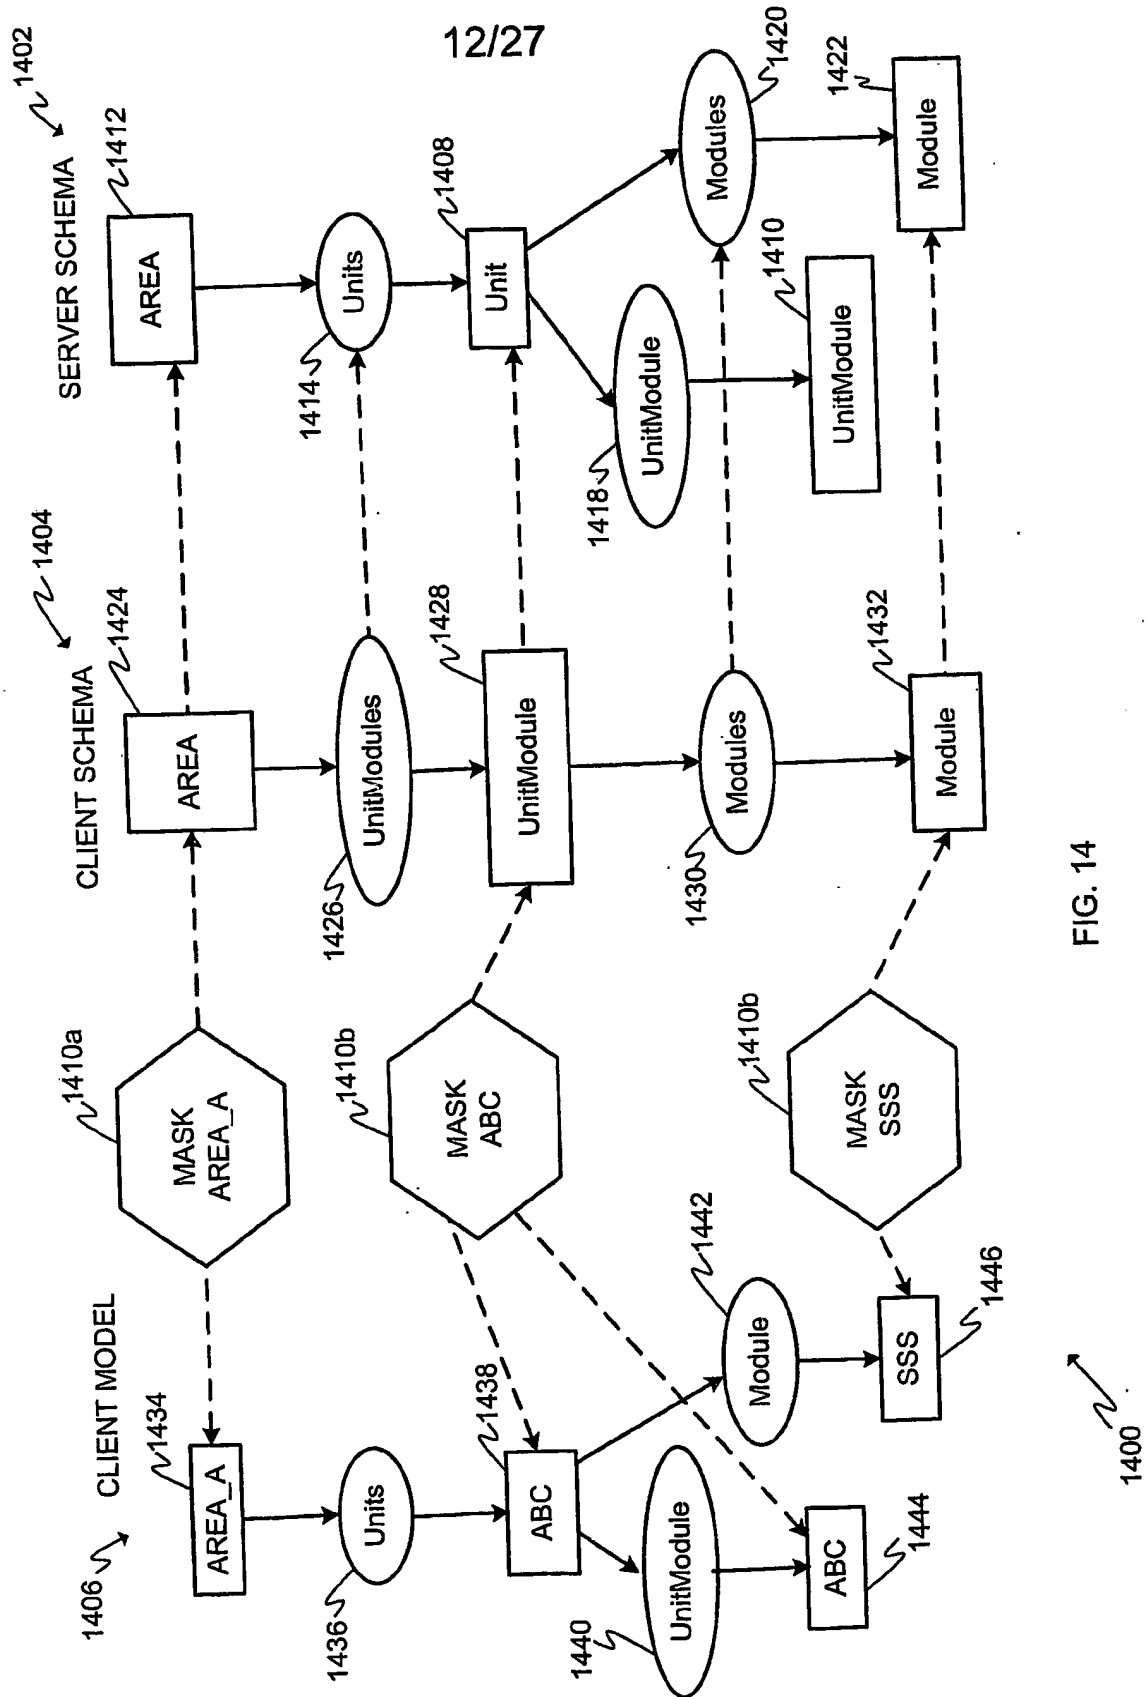 12/27
1406
CLIENT MODEL
CLIENT SCHEMA
1404
SERVER SCHEMA
1402
1434
AREA_A
1410a
MASK
AREA_A
1424
AREA
1412
AREA
Units
1436
UnitModules
1426
Units
1414
1438
ABC
1410b
MASK
ABC
1428
UnitModule
1408
Unit
1440
UnitModule
1442
Module
1430
Modules
1418
UnitModule
Modules
1420
ABC
1444
SSS
1446
1410b
MASK
SSS
1432
Module
1410
UnitModule
1422
Module
1400
FIG. 14